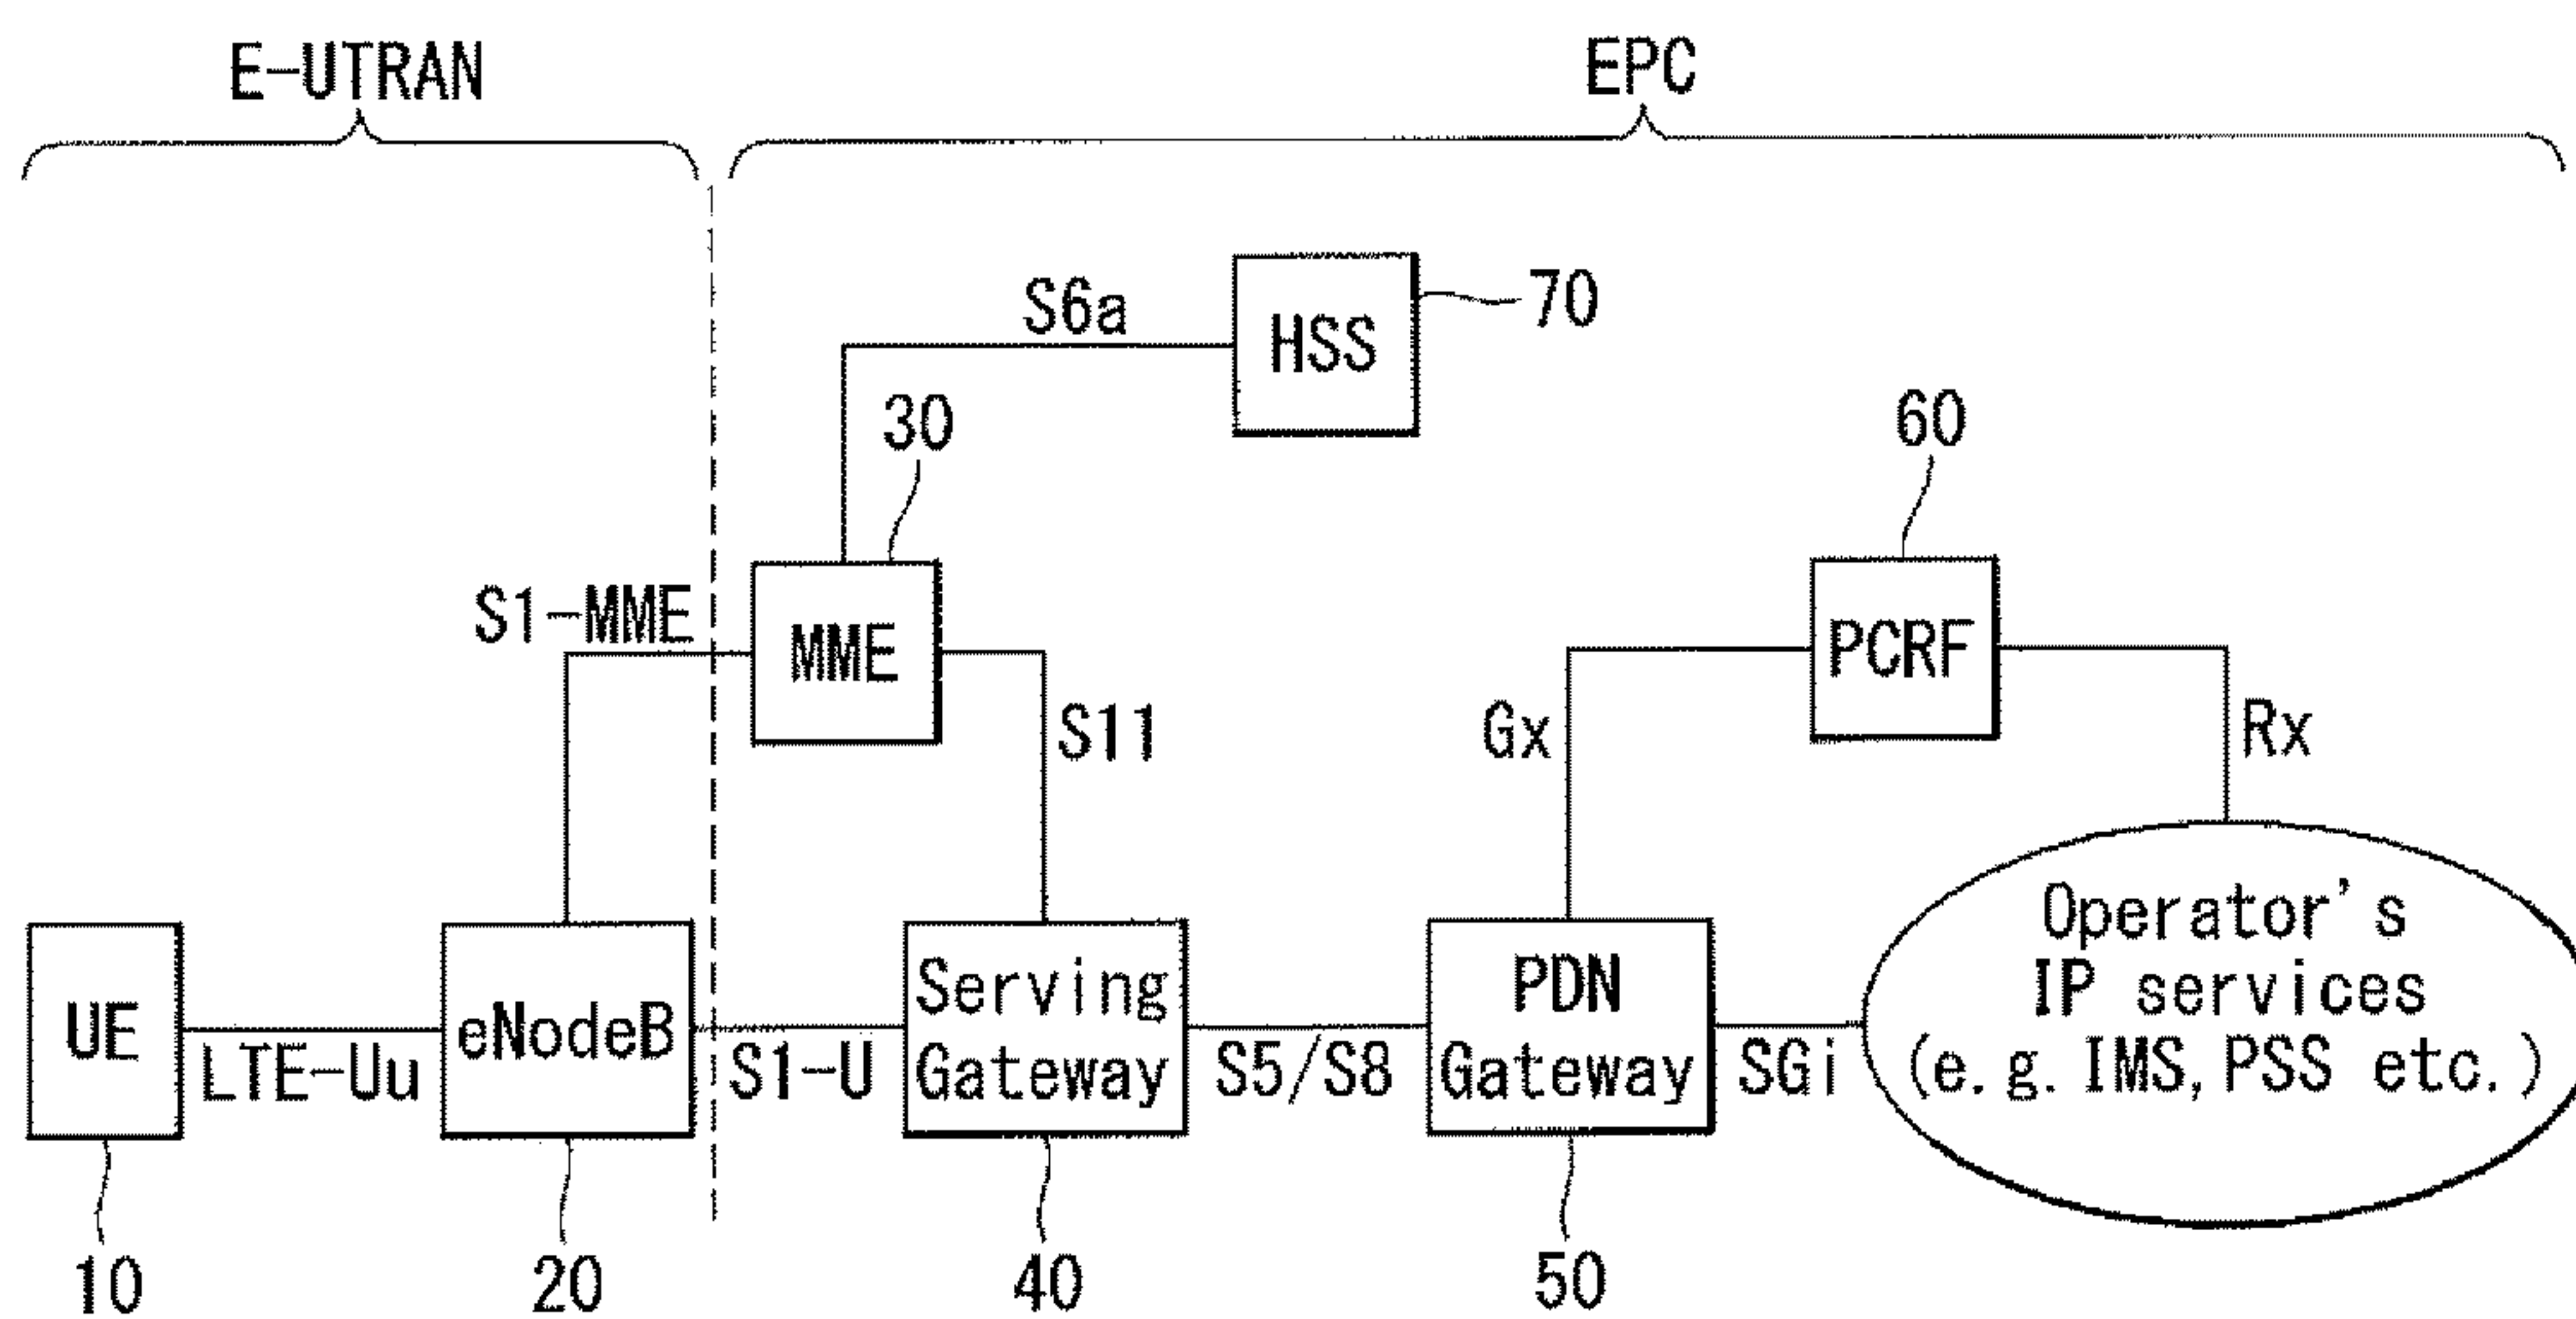 E-UTRAN
EPC
S6a
HSS
70
30
60
S1-MME
MME
S11
Gx
PCRF
Rx
UE
LTE-Uu
eNodeB
S1-U
Serving
Gateway
S5/S8
PDN
Gateway
SGi
Operator's
IP services
(e.g. IMS, PSS etc.)
10
20
40
50